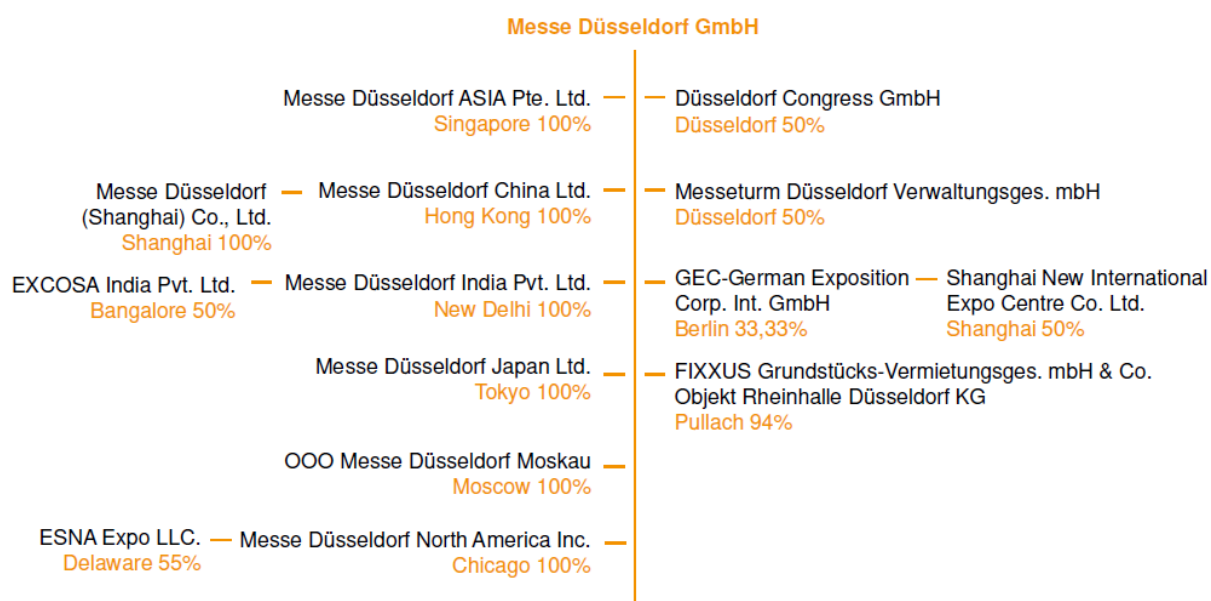 Messe Düsseldorf GmbH
Messe Düsseldorf ASIA Pte. Ltd.
Singapore 100%
Düsseldorf Congress GmbH
Düsseldorf 50%
Messe Düsseldorf
(Shanghai) Co., Ltd.
Shanghai 100%
Messe Düsseldorf China Ltd.
Hong Kong 100%
Messeturm Düsseldorf Verwaltungsges. mbH
Düsseldorf 50%
EXCOSA India Pvt. Ltd.
Bangalore 50%
Messe Düsseldorf India Pvt. Ltd.
New Delhi 100%
GEC-German Exposition
Corp. Int. GmbH
Berlin 33,33%
Shanghai New International
Expo Centre Co. Ltd.
Shanghai 50%
Messe Düsseldorf Japan Ltd.
Tokyo 100%
FIXXUS Grundstücks-Vermietungsges. mbH & Co.
Objekt Rheinhalle Düsseldorf KG
Pullach 94%
OOO Messe Düsseldorf Moskau
Moscow 100%
ESNA Expo LLC.
Delaware 55%
Messe Düsseldorf North America Inc.
Chicago 100%